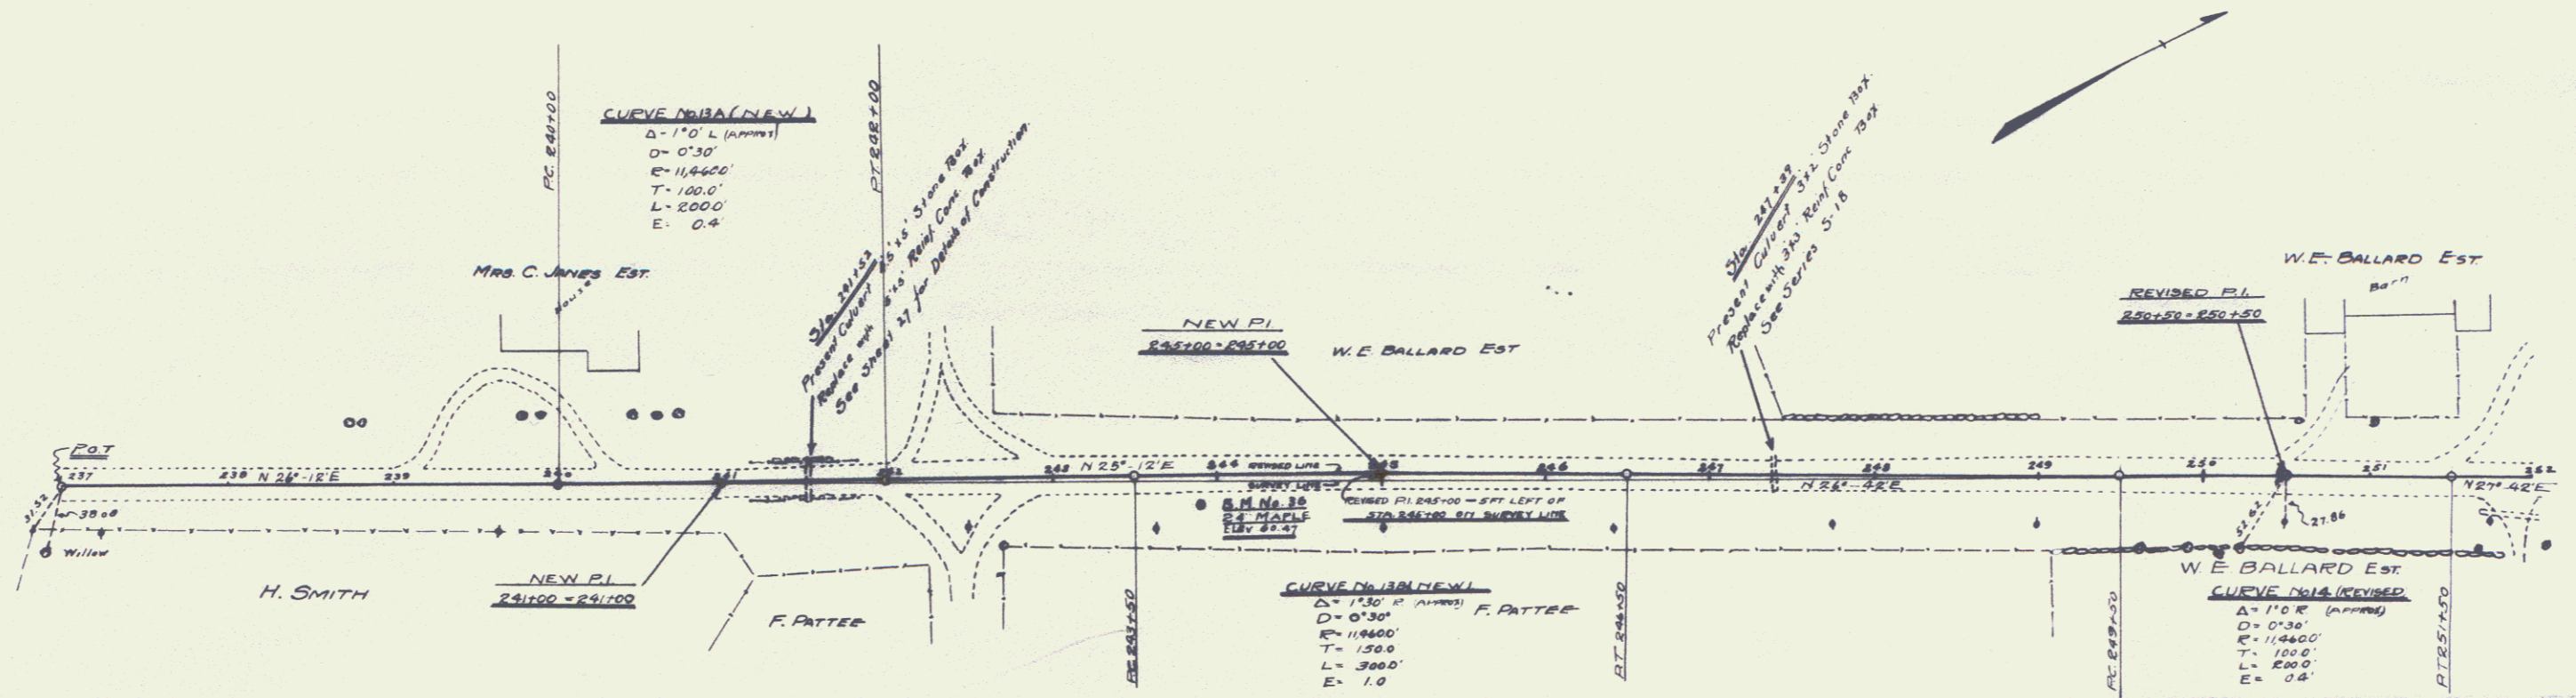 P.C. 240+00
CURVE No.13A (NEW)
Δ- 1°0' L (APPROX)
D= 0°30'
R= 11,460.0'
T- 100.0'
L- 200.0'
E- 0.4'
P.T. 242+00
Sta. 241+52
Present Culvert Stone Box.
Replace with 6'x5' Reinf. Conc. Box.
See Sheet 27 for Details of Construction.
Sta. 247+39
Present Culvert 3'x2' Stone Box.
Replace with 3'x3' Reinf Conc Box
See Series S-18
MRS. C. JANES EST.
House
NEW P.I.
245+00=245+00
W.E. BALLARD EST
REVISED P.I.
250+50=250+50
W.E. BALLARD EST.
Barn
P.O.T
237
238
N 26°-12'E
239
240
241
242
243
N 25°-12'E
244
REVISED LINE
SURVEY LINE
245
246
247
248
N 26°-42'E
249
250
251
252
N 27°-42'E
31.52
38.00
Willow
B.M. No. 36
24" MAPLE
ELEV 60.47
REVISED P.I. 245+00 = 5 FT LEFT OF
STA. 245+00 ON SURVEY LINE
52.62
27.86
H. SMITH
NEW P.I.
241+00=241+00
F. PATTEE
P.C. 243+50
CURVE No.13B (NEW)
Δ= 1°30' R (APPROX)
D= 0°30'
R= 11,460.0'
T= 150.0
L= 300.0'
E= 1.0
F. PATTEE
P.T. 246+50
P.C. 249+50
W.E. BALLARD EST.
CURVE No.14 (REVISED
Δ= 1°0' R (APPROX)
D= 0°30'
R= 11,460.0'
T= 100.0'
L= 200.0'
E= 0.4'
P.T. 251+50